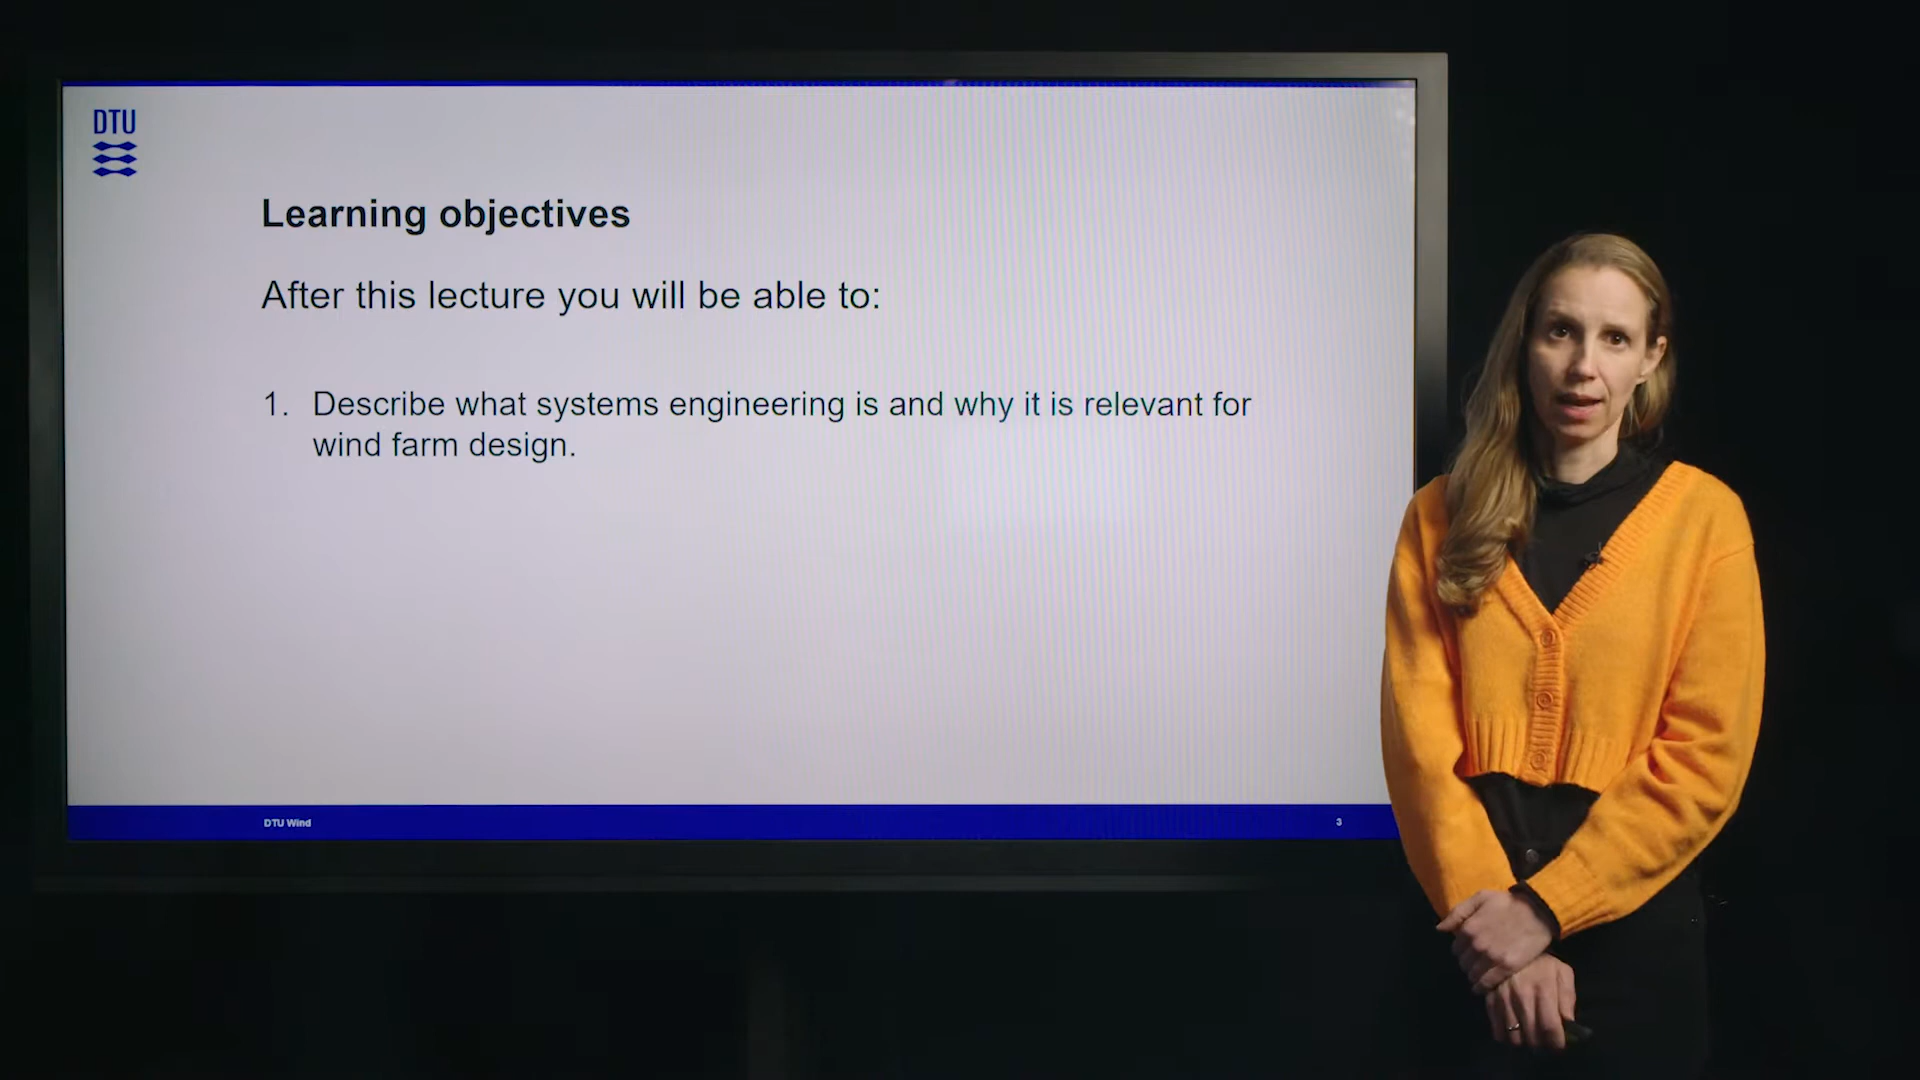 DTU
Learning objectives
After this lecture you will be able to:
1. Describe what systems engineering is and why it is relevant for
wind farm design.
DTU Wind
3